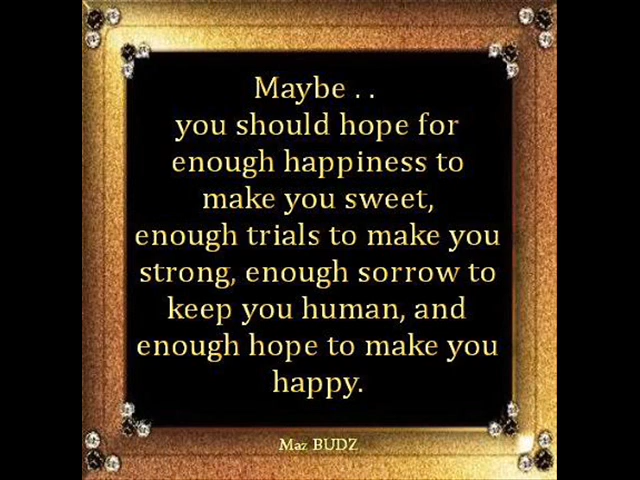 Maybe . .
you should hope for
enough happiness to
make you sweet,
enough trials to make you
strong, enough sorrow to
keep you human, and
enough hope to make you
happy.
Maz BUDZ